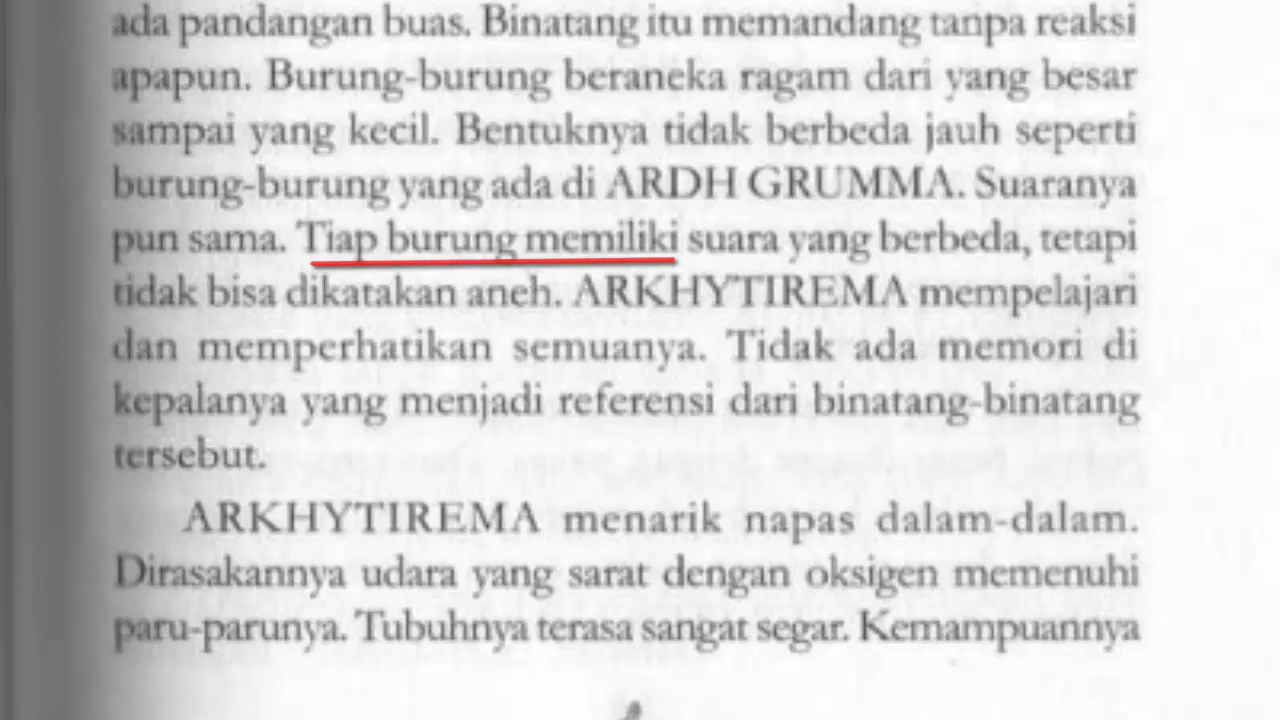 ada pandangan buas. Binatang itu memandang tanpa reaksi
apapun. Burung-burung beraneka ragam dari yang besar
sampai yang kecil. Bentuknya tidak berbeda jauh seperti
burung-burung yang ada di ARDH GRUMMA. Suaranya
pun sama. Tiap burung memiliki suara yang berbeda, tetapi
tidak bisa dikatakan aneh. ARKHYTIREMA mempelajari
dan memperhatikan semuanya. Tidak ada memori di
kepalanya yang menjadi referensi dari binatang-binatang
tersebut.
ARKHYTIREMA menarik napas dalam-dalam.
Dirasakannya udara yang sarat dengan oksigen memenuhi
paru-parunya. Tubuhnya terasa sangat segar. Kemampuannya